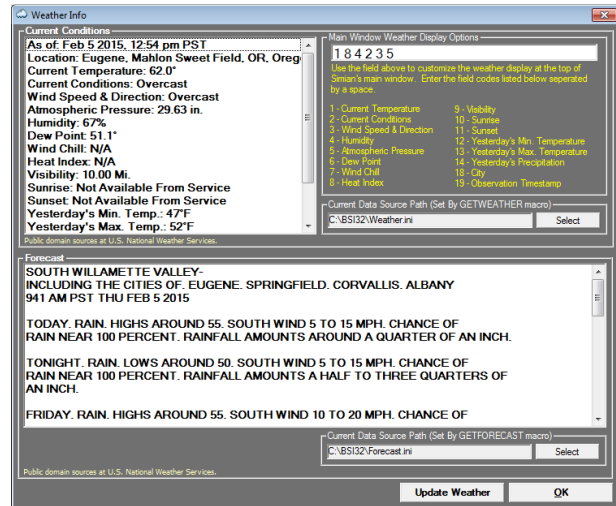 Weather Info
Current Conditions
As of: Feb 5 2015, 12:54 pm PST
Location: Eugene, Mahlon Sweet Field, OR, Oreg
Current Temperature: 62.0°
Current Conditions: Overcast
Wind Speed & Direction: Overcast
Atmospheric Pressure: 29.63 in.
Humidity: 67%
Dew Point: 51.1°
Wind Chill: N/A
Heat Index: N/A
Visibility: 10.00 Mi.
Sunrise: Not Available From Service
Sunset: Not Available From Service
Yesterday's Min. Temp.: 47°F
Yesterday's Max. Temp.: 52°F
Public domain sources at U.S. National Weather Services.
Main Window Weather Display Options
1 8 4 2 3 5
Use the field above to customize the weather display at the top of
Simian's main window. Enter the field codes listed below seperated
by a space.
1 - Current Temperature
2 - Current Conditions
3 - Wind Speed & Direction
4 - Humidity
5 - Atmospheric Pressure
6 - Dew Point
7 - Wind Chill
8 - Heat Index
9 - Visibility
10 - Sunrise
11 - Sunset
12 - Yesterday's Min. Temperature
13 - Yesterday's Max. Temperature
14 - Yesterday's Precipitation
18 - City
19 - Observation Timestamp
Current Data Source Path (Set By GETWEATHER macro)
C:\BSI32\Weather.ini
Select
Forecast
SOUTH WILLAMETTE VALLEY-
INCLUDING THE CITIES OF. EUGENE. SPRINGFIELD. CORVALLIS. ALBANY
941 AM PST THU FEB 5 2015
TODAY. RAIN. HIGHS AROUND 55. SOUTH WIND 5 TO 15 MPH. CHANCE OF
RAIN NEAR 100 PERCENT. RAINFALL AMOUNTS AROUND A QUARTER OF AN INCH.
TONIGHT. RAIN. LOWS AROUND 50. SOUTH WIND 5 TO 15 MPH. CHANCE OF
RAIN NEAR 100 PERCENT. RAINFALL AMOUNTS A HALF TO THREE QUARTERS OF
AN INCH.
FRIDAY. RAIN. HIGHS AROUND 55. SOUTH WIND 10 TO 20 MPH. CHANCE OF
Current Data Source Path (Set By GETFORECAST macro)
C:\BSI32\Forecast.ini
Select
Public domain sources at U.S. National Weather Services.
Update Weather
OK